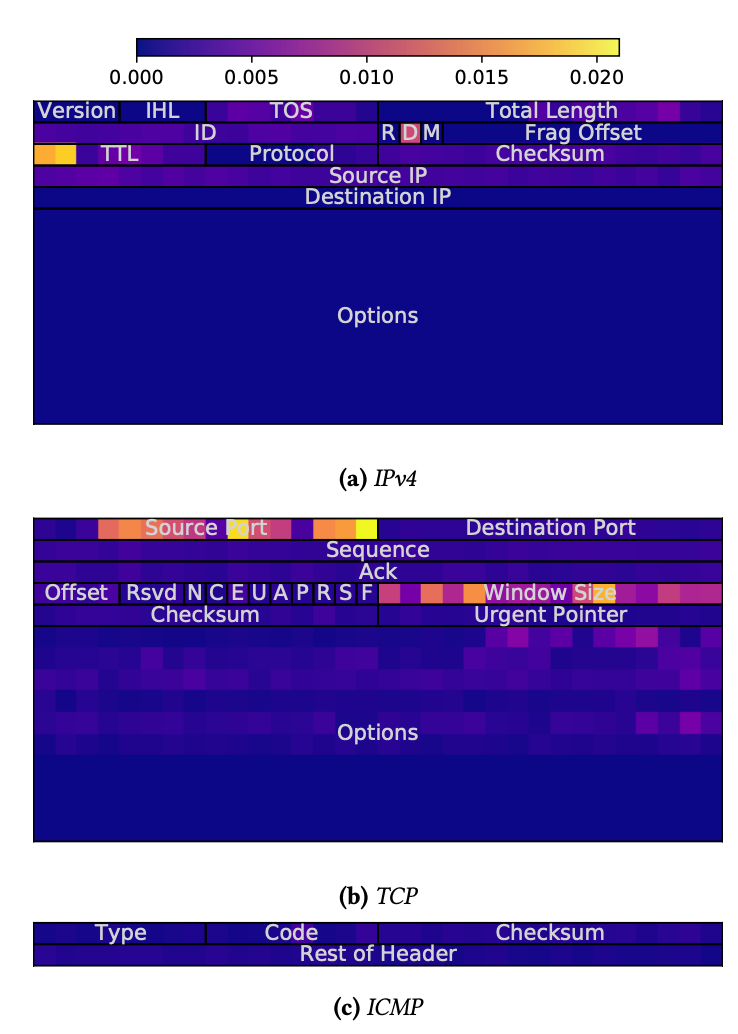 0.000 0.005 0.010 0.015 0.020
Version IHL TOS Total Length
ID R D M Frag Offset
TTL Protocol Checksum
Source IP
Destination IP
Options
(a) IPv4
Source Port Destination Port
Sequence
Ack
Offset Rsvd N C E U A P R S F Window Size
Checksum Urgent Pointer
Options
(b) TCP
Type Code Checksum
Rest of Header
(c) ICMP